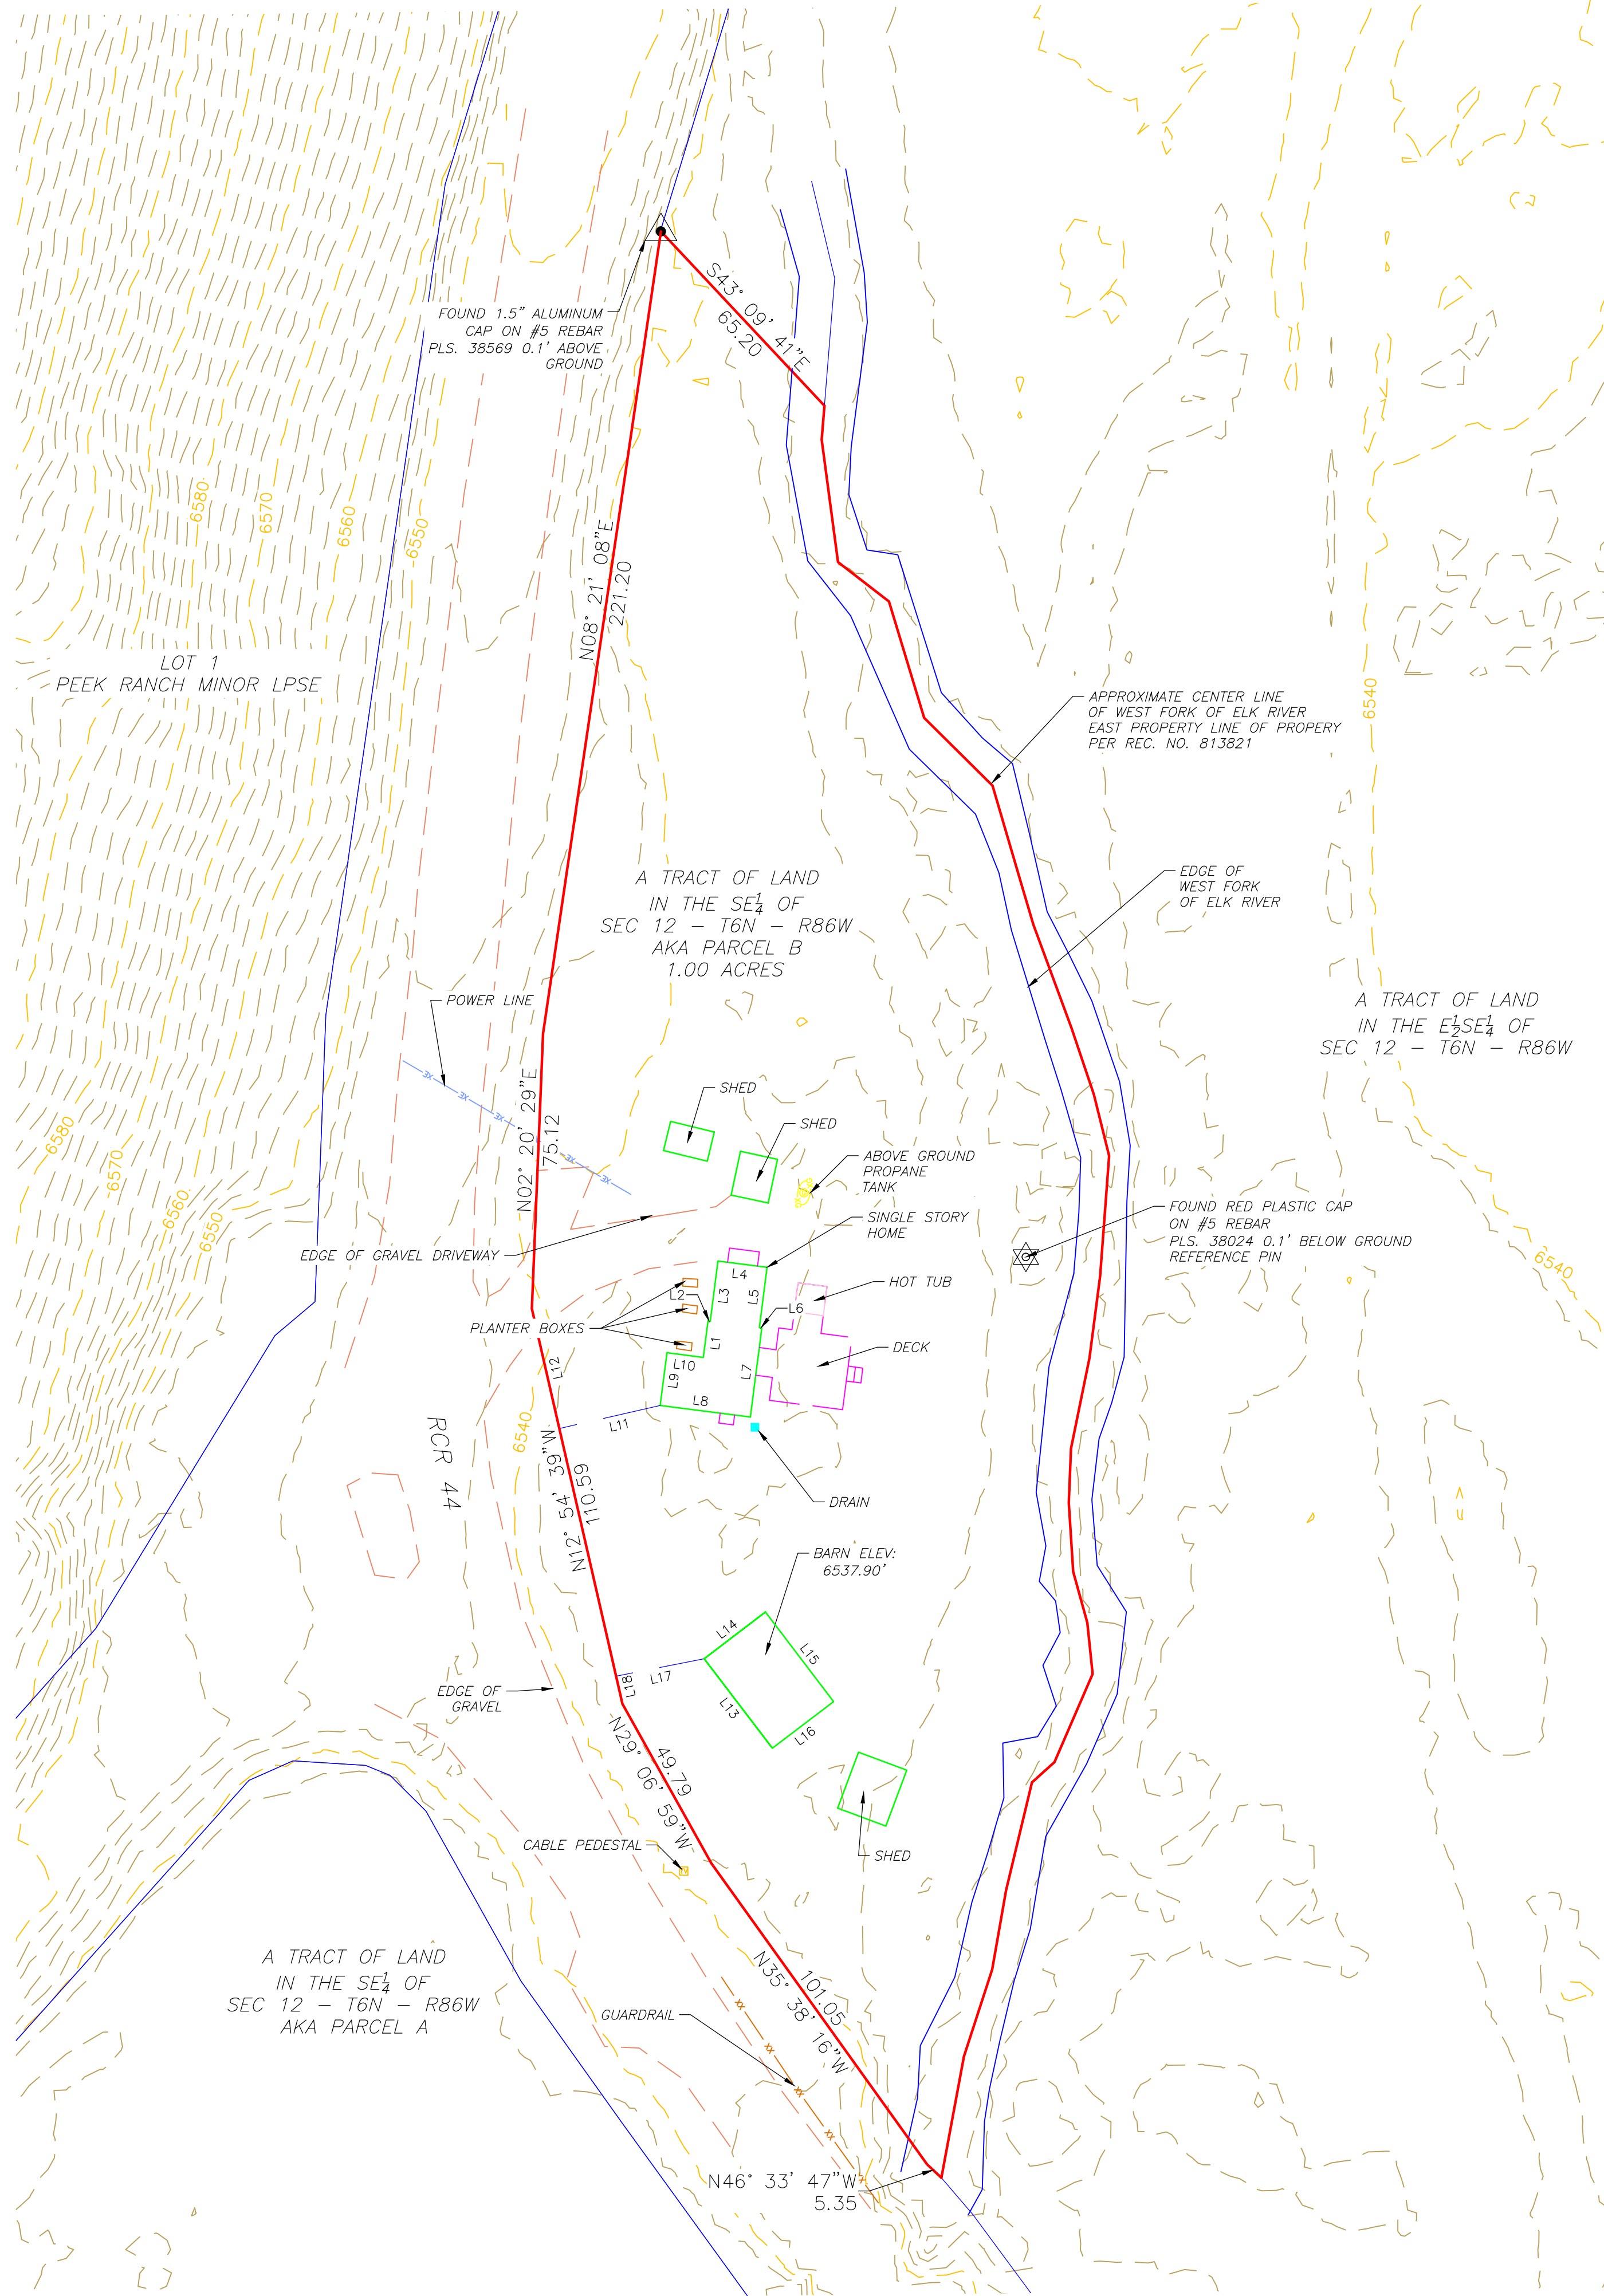 S43° 09' 41"E
65.20
FOUND 1.5" ALUMINUM
CAP ON #5 REBAR
PLS. 38569 0.1' ABOVE
GROUND
6580
6570
6560
6550
N08° 21' 08"E
221.20
LOT 1
PEEK RANCH MINOR LPSE
APPROXIMATE CENTER LINE
OF WEST FORK OF ELK RIVER
EAST PROPERTY LINE OF PROPERY
PER REC. NO. 813821
6540
A TRACT OF LAND
IN THE SE1/4 OF
SEC 12 - T6N - R86W
AKA PARCEL B
1.00 ACRES
EDGE OF
WEST FORK
OF ELK RIVER
POWER LINE
A TRACT OF LAND
IN THE E1/2SE1/4 OF
SEC 12 - T6N - R86W
N02° 20' 29"E
75.12
SHED
SHED
ABOVE GROUND
PROPANE
TANK
6580
6570
6560
6550
FOUND RED PLASTIC CAP
ON #5 REBAR
PLS. 38024 0.1' BELOW GROUND
REFERENCE PIN
6540
SINGLE STORY
HOME
EDGE OF GRAVEL DRIVEWAY
HOT TUB
PLANTER BOXES
DECK
L4
L2
L3
L5
L6
L1
L10
L9
L7
L8
L12
L11
6540
RCR 44
N12° 54' 39"W
110.59
DRAIN
BARN ELEV:
6537.90'
L14
L15
L17
L18
L13
L16
EDGE OF
GRAVEL
N29° 06' 59"W
49.79
CABLE PEDESTAL
SHED
A TRACT OF LAND
IN THE SE1/4 OF
SEC 12 - T6N - R86W
AKA PARCEL A
N35° 38' 16"W
101.05
GUARDRAIL
N46° 33' 47"W
5.35